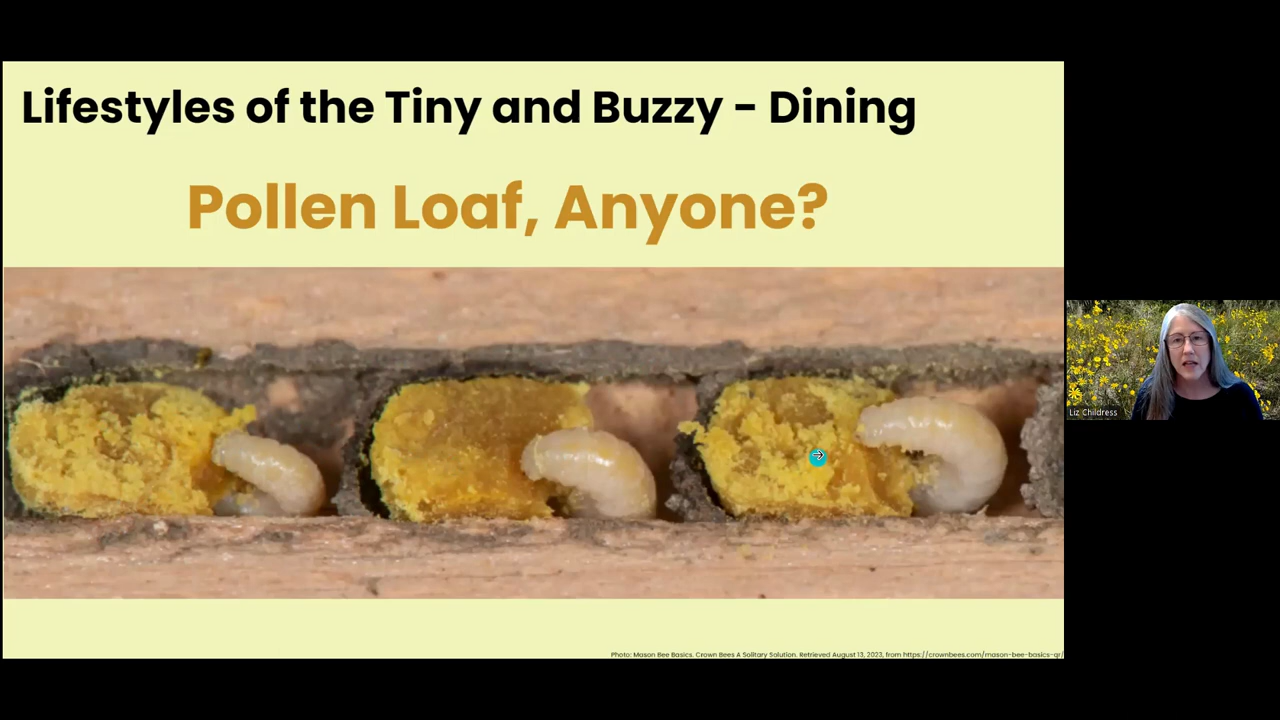 Lifestyles of the Tiny and Buzzy - Dining
Pollen Loaf, Anyone?
Liz Childress
Photo: Mason Bee Basics. Crown Bees A Solitary Solution. Retrieved August 13, 2023, from https://crownbees.com/mason-bee-basics-qr/